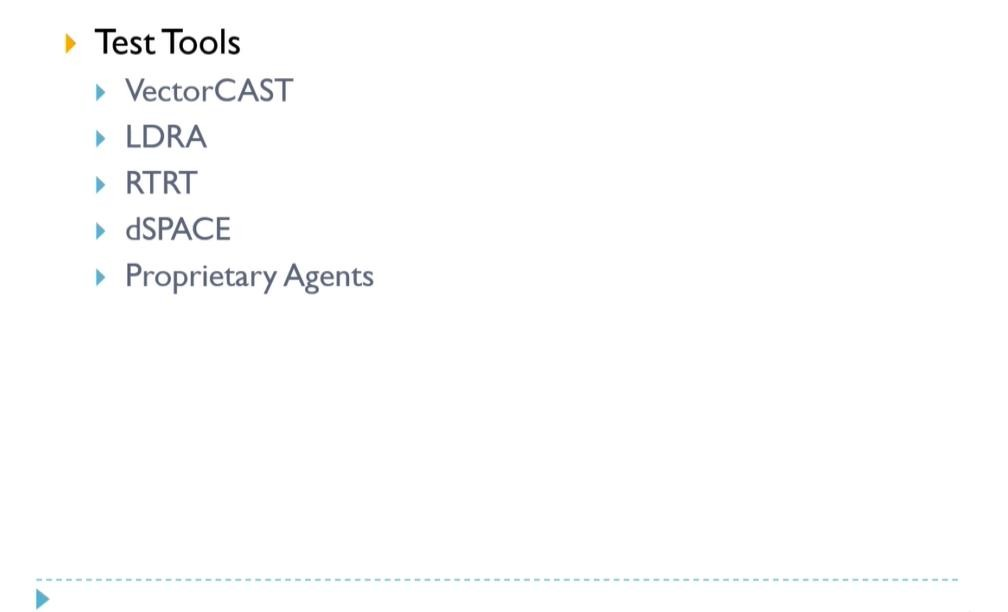 Test Tools
VectorCAST
LDRA
RTRT
dSPACE
Proprietary Agents